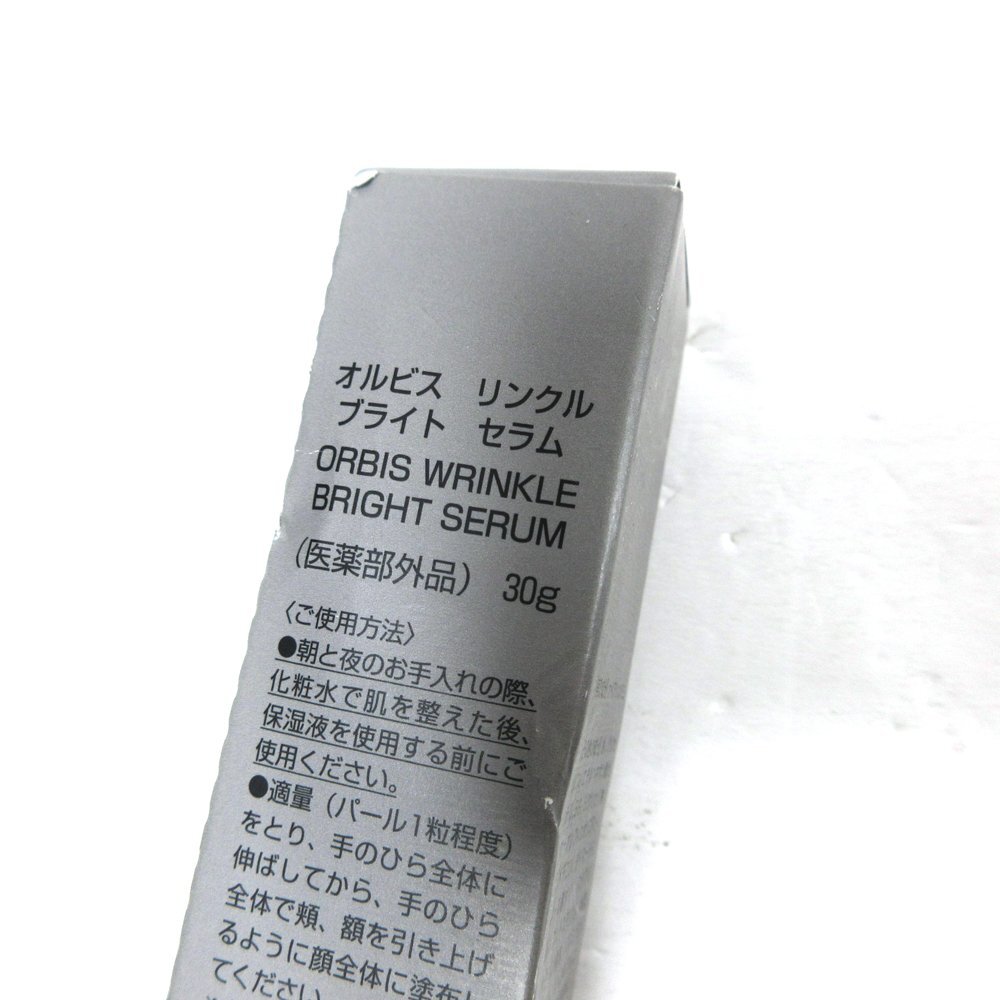 オルビス　リンクル
ブライト　セラム
ORBIS WRINKLE
BRIGHT SERUM
（医薬部外品）　30g
〈ご使用方法〉
●朝と夜のお手入れの際、
化粧水で肌を整えた後、
保湿液を使用する前にご
使用ください。
●適量（パール1粒程度）
をとり、手のひら全体に
伸ばしてから、手のひら
全体で頬、額を引き上げ
るように顔全体に塗布し
てください